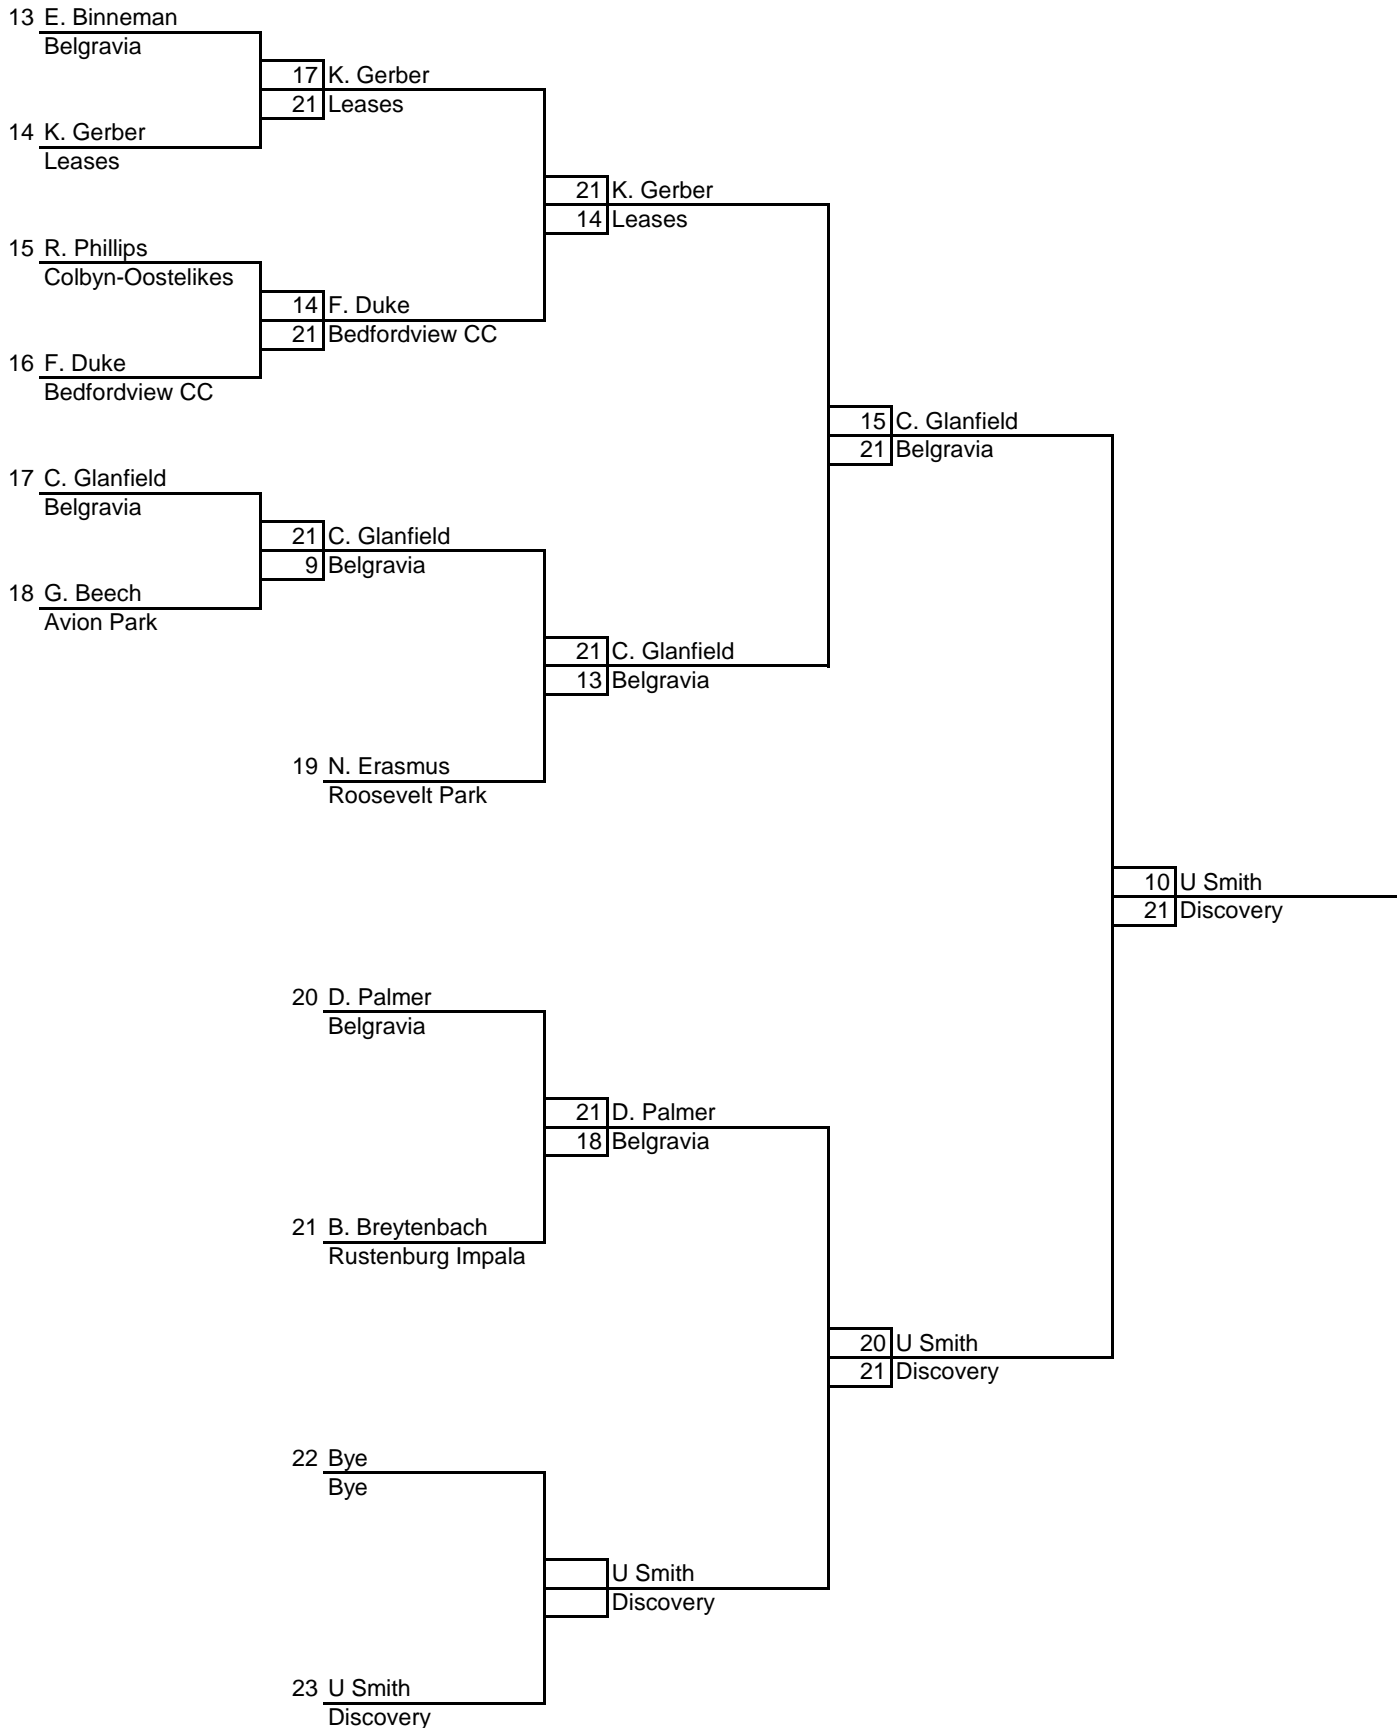 13 E. Binneman
Belgravia
17 K. Gerber
21 Leases
14 K. Gerber
Leases
21 K. Gerber
14 Leases
15 R. Phillips
Colbyn-Oostelikes
14 F. Duke
21 Bedfordview CC
16 F. Duke
Bedfordview CC
15 C. Glanfield
21 Belgravia
17 C. Glanfield
Belgravia
21 C. Glanfield
9 Belgravia
18 G. Beech
Avion Park
21 C. Glanfield
13 Belgravia
19 N. Erasmus
Roosevelt Park
10 U Smith
21 Discovery
20 D. Palmer
Belgravia
21 D. Palmer
18 Belgravia
21 B. Breytenbach
Rustenburg Impala
20 U Smith
21 Discovery
22 Bye
Bye
U Smith
Discovery
23 U Smith
Discovery